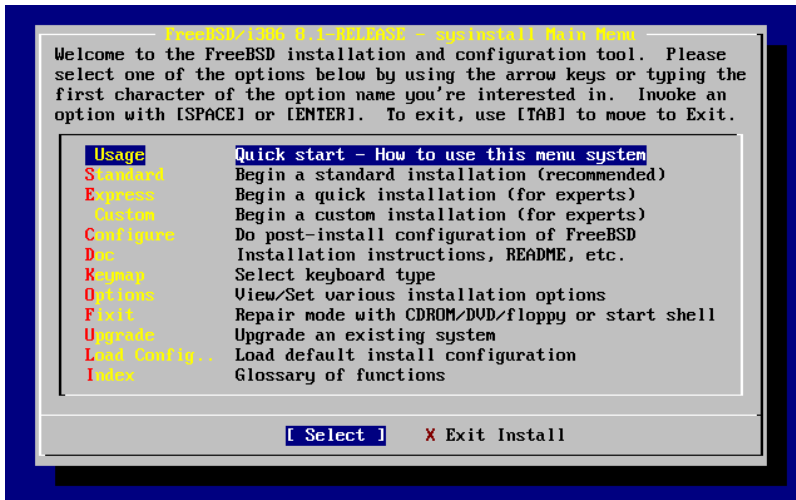 FreeBSD/i386 8.1-RELEASE - sysinstall Main Menu
Welcome to the FreeBSD installation and configuration tool.  Please
select one of the options below by using the arrow keys or typing the
first character of the option name you're interested in.  Invoke an
option with [SPACE] or [ENTER].  To exit, use [TAB] to move to Exit.
Usage Quick start - How to use this menu system
Standard Begin a standard installation (recommended)
Express Begin a quick installation (for experts)
Custom Begin a custom installation (for experts)
Configure Do post-install configuration of FreeBSD
Doc Installation instructions, README, etc.
Keymap Select keyboard type
Options View/Set various installation options
Fixit Repair mode with CDROM/DVD/floppy or start shell
Upgrade Upgrade an existing system
Load Config.. Load default install configuration
Index Glossary of functions
[ Select ] X Exit Install